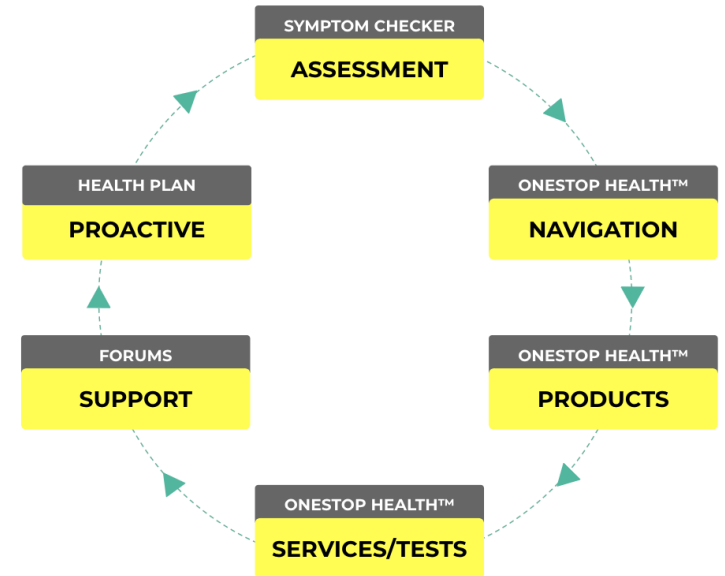 SYMPTOM CHECKER
ASSESSMENT
HEALTH PLAN
PROACTIVE
ONESTOP HEALTH™
NAVIGATION
FORUMS
SUPPORT
ONESTOP HEALTH™
PRODUCTS
ONESTOP HEALTH™
SERVICES/TESTS